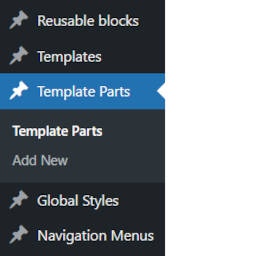 Reusable blocks
Templates
Template Parts
Template Parts
Add New
Global Styles
Navigation Menus